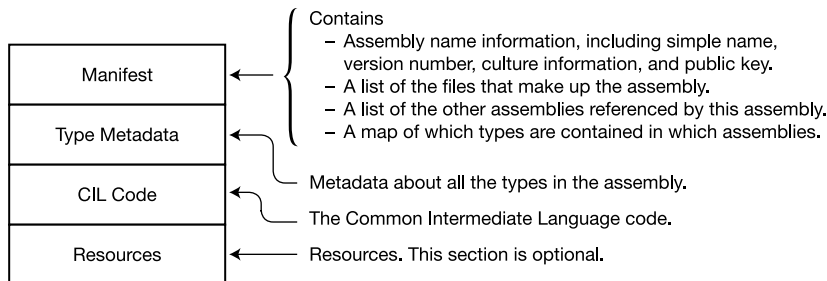 Contains
– Assembly name information, including simple name,
version number, culture information, and public key.
– A list of the files that make up the assembly.
– A list of the other assemblies referenced by this assembly.
– A map of which types are contained in which assemblies.
Manifest
Type Metadata
Metadata about all the types in the assembly.
CIL Code
The Common Intermediate Language code.
Resources
Resources. This section is optional.